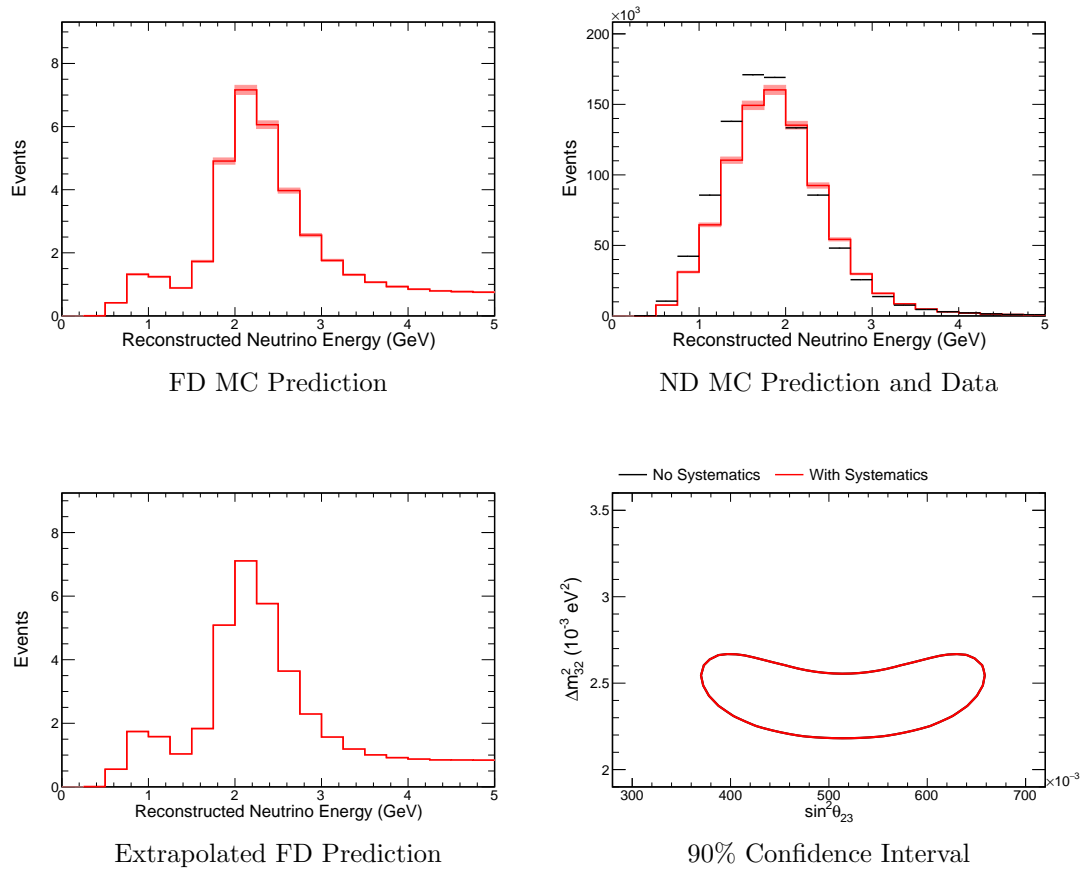 Events
8
6
4
2
0
0 1 2 3 4 5
Reconstructed Neutrino Energy (GeV)
FD MC Prediction
×10³
Events
200
150
100
50
0
0 1 2 3 4 5
Reconstructed Neutrino Energy (GeV)
ND MC Prediction and Data
Events
8
6
4
2
0
0 1 2 3 4 5
Reconstructed Neutrino Energy (GeV)
Extrapolated FD Prediction
No Systematics With Systematics
Δm²₃₂ (10⁻³ eV²)
3.5
3
2.5
2
300 400 500 600 700
×10⁻³
sin²θ₂₃
90% Confidence Interval